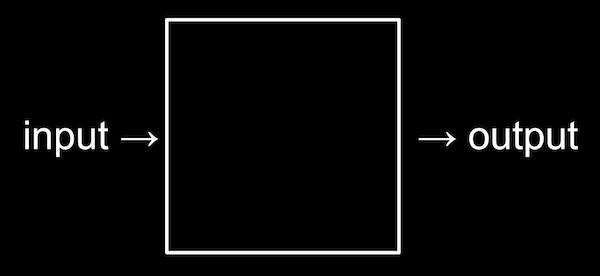 input → → output